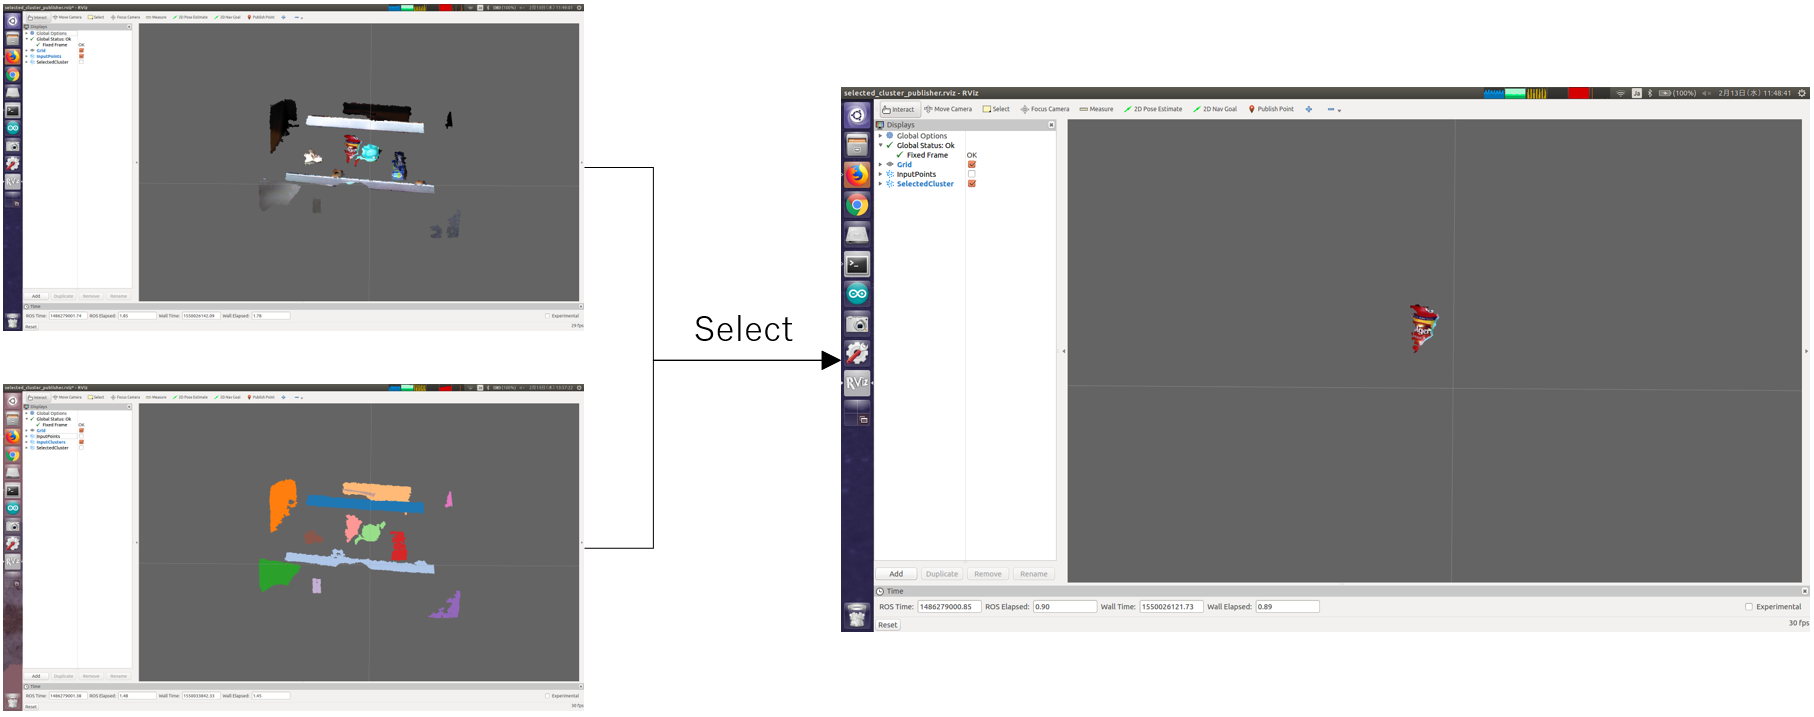 selected_cluster_publisher.rviz* - RViz
Interact Move Camera Select Focus Camera Measure 2D Pose Estimate 2D Nav Goal Publish Point
Displays
Global Options
Global Status: Ok
Fixed Frame OK
Grid
InputPoints
SelectedCluster
Add Duplicate Remove Rename
Time
ROS Time: 1486279001.74 ROS Elapsed: 1.85 Wall Time: 1550026142.99 Wall Elapsed: 1.78 Experimental
Reset 29 fps
selected_cluster_publisher.rviz* - RViz
Interact Move Camera Select Focus Camera Measure 2D Pose Estimate 2D Nav Goal Publish Point
Displays
Global Options
Global Status: Ok
Fixed Frame OK
Grid
InputPoints
InputClusters
SelectedCluster
Add Duplicate Remove Rename
Time
ROS Time: 1486279001.38 ROS Elapsed: 1.48 Wall Time: 1550033842.33 Wall Elapsed: 1.45 Experimental
Reset 30 fps
Select
selected_cluster_publisher.rviz - RViz Ja (100%) 2月13日(水) 11:48:41
Interact Move Camera Select Focus Camera Measure 2D Pose Estimate 2D Nav Goal Publish Point
Displays
Global Options
Global Status: Ok
Fixed Frame OK
Grid
InputPoints
SelectedCluster
RViz
Add Duplicate Remove Rename
Time
ROS Time: 1486279000.85 ROS Elapsed: 0.90 Wall Time: 1550026121.73 Wall Elapsed: 0.89 Experimental
Reset 30 fps